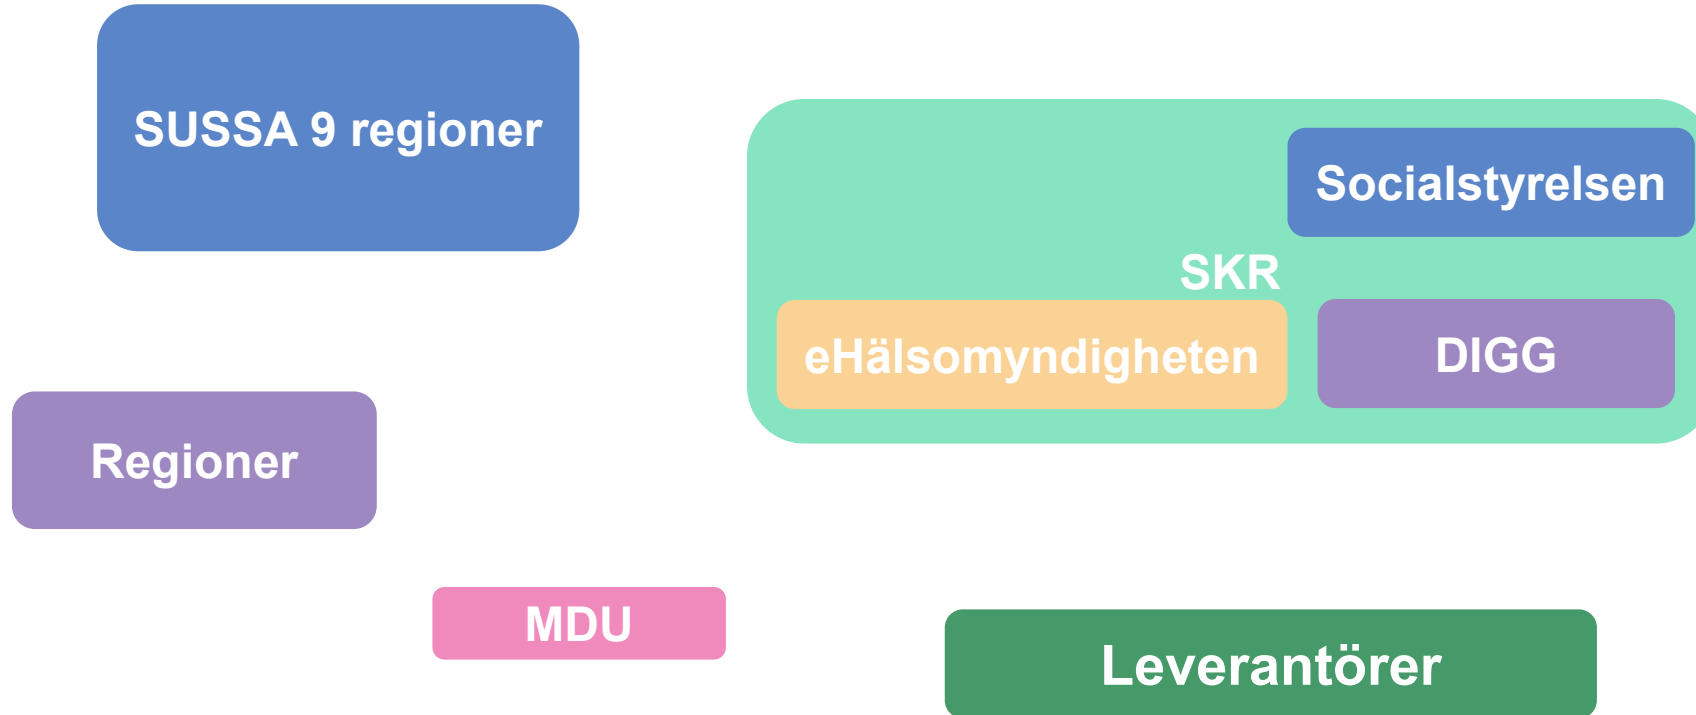 SUSSA 9 regioner
Socialstyrelsen
SKR
eHälsomyndigheten
DIGG
Regioner
MDU
Leverantörer